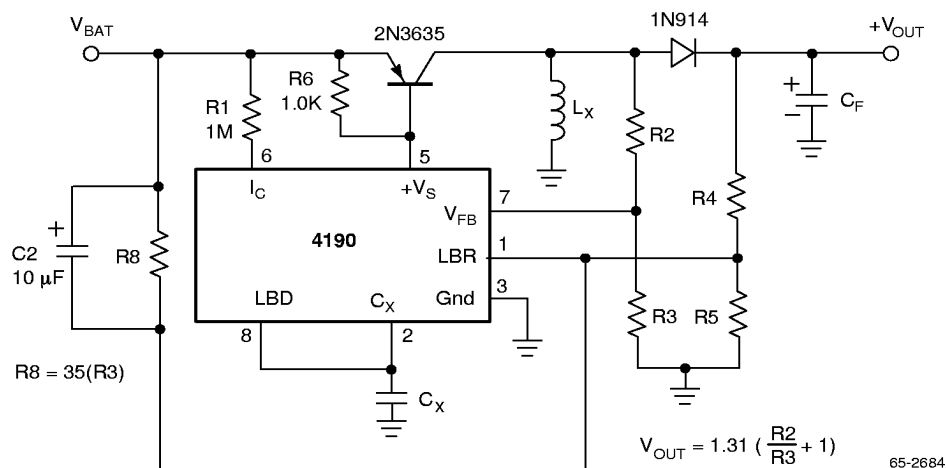 V_BAT
2N3635
1N914
+V_OUT
R6
1.0K
R1
1M
6
5
L_X
R2
+
−
C_F
I_C
+V_S
7
V_FB
R4
4190
1
LBR
+
C2
10 µF
R8
LBD
C_X
Gnd
3
R3
R5
8
2
R8 = 35(R3)
C_X
V_OUT = 1.31 ( R2/R3 + 1)
65-2684